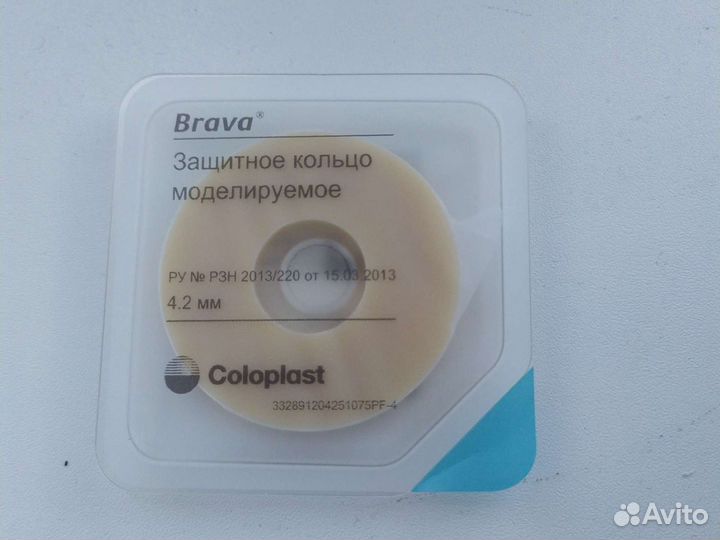 Brava®
Защитное кольцо
моделируемое
РУ № РЗН 2013/220 от 15.03.2013
4.2 мм
Coloplast
332891204251075PF-4
Avito